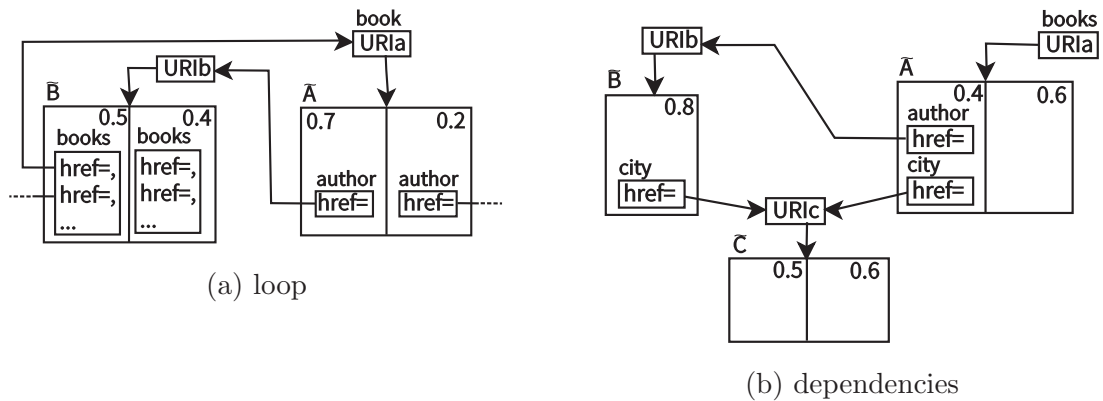 book
URIa
URIb
B̃
Ã
0.5
0.4
books
books
href=,
href=,
...
href=,
href=,
...
0.7
0.2
author
href=
author
href=
(a) loop
books
URIa
URIb
B̃
Ã
0.8
city
href=
0.4
0.6
author
href=
city
href=
URIc
C̃
0.5
0.6
(b) dependencies